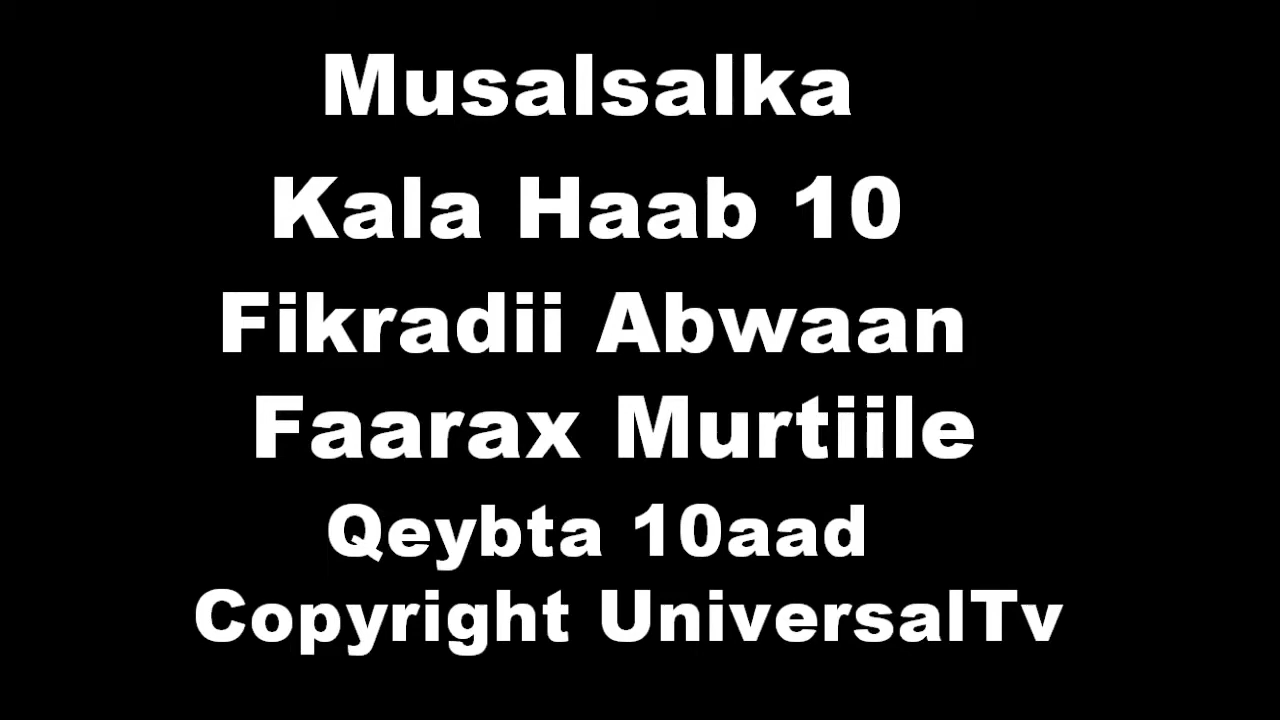 Musalsalka
Kala Haab 10
Fikradii Abwaan
Faarax Murtiile
Qeybta 10aad
Copyright UniversalTv